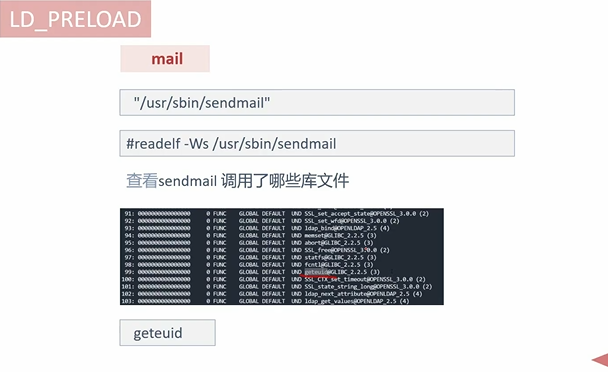 LD_PRELOAD
mail
"/usr/sbin/sendmail"
#readelf -Ws /usr/sbin/sendmail
查看sendmail 调用了哪些库文件
91: 0000000000000000 0 FUNC GLOBAL DEFAULT UND SSL_set_accept_state@OPENSSL_3.0.0 (2)
92: 0000000000000000 0 FUNC GLOBAL DEFAULT UND SSL_set_wfd@OPENSSL_3.0.0 (2)
93: 0000000000000000 0 FUNC GLOBAL DEFAULT UND ldap_bind@OPENLDAP_2.5 (4)
94: 0000000000000000 0 FUNC GLOBAL DEFAULT UND memset@GLIBC_2.2.5 (3)
95: 0000000000000000 0 FUNC GLOBAL DEFAULT UND abort@GLIBC_2.2.5 (3)
96: 0000000000000000 0 FUNC GLOBAL DEFAULT UND SSL_free@OPENSSL_3.0.0 (2)
97: 0000000000000000 0 FUNC GLOBAL DEFAULT UND statfs@GLIBC_2.2.5 (3)
98: 0000000000000000 0 FUNC GLOBAL DEFAULT UND fcntl@GLIBC_2.2.5 (3)
99: 0000000000000000 0 FUNC GLOBAL DEFAULT UND geteuid@GLIBC_2.2.5 (3)
100: 0000000000000000 0 FUNC GLOBAL DEFAULT UND SSL_CTX_set_timeout@OPENSSL_3.0.0 (2)
101: 0000000000000000 0 FUNC GLOBAL DEFAULT UND SSL_state_string_long@OPENSSL_3.0.0 (2)
102: 0000000000000000 0 FUNC GLOBAL DEFAULT UND ldap_next_attribute@OPENLDAP_2.5 (4)
103: 0000000000000000 0 FUNC GLOBAL DEFAULT UND ldap_get_values@OPENLDAP_2.5 (4)
geteuid